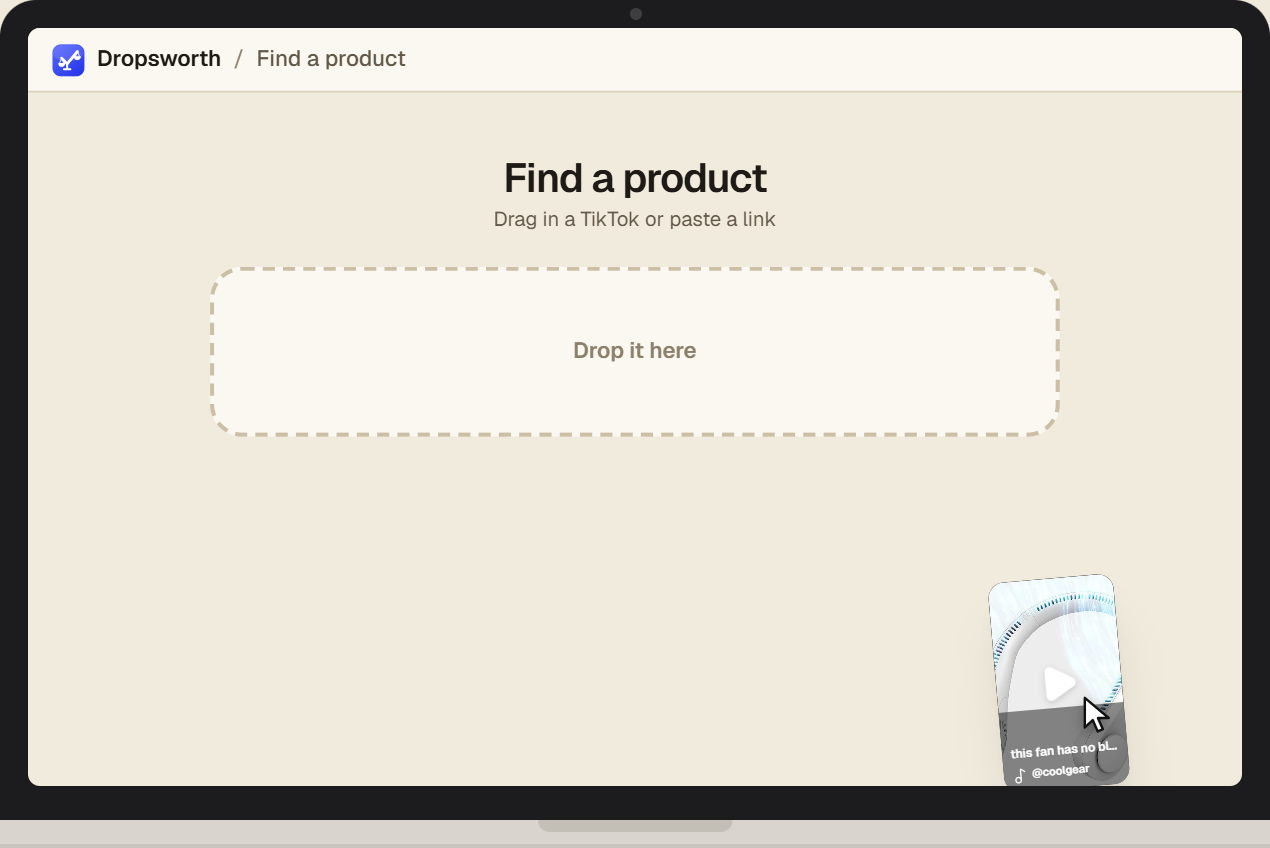 Dropsworth / Find a product
Find a product
Drag in a TikTok or paste a link
Drop it here
this fan has no bl...
@coolgear